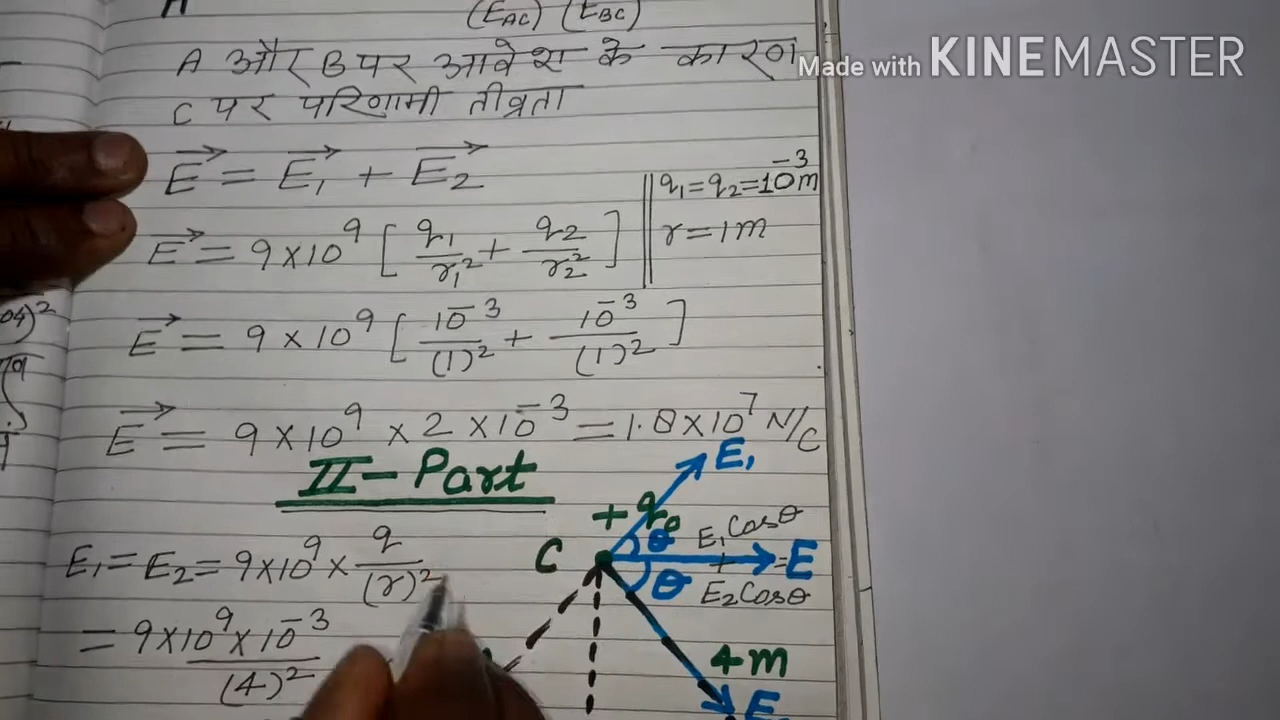 (E_AC) (E_BC)
A और B पर आवेश के कारण
Made with KINEMASTER
C पर परिणामी तीव्रता
E⃗ = E₁⃗ + E₂⃗
q₁ = q₂ = 10⁻³ m
r = 1m
E⃗ = 9×10⁹ [ q₁/r₁² + q₂/r₂² ]
E⃗ = 9×10⁹ [ 10⁻³/(1)² + 10⁻³/(1)² ]
E⃗ = 9×10⁹ × 2 × 10⁻³ = 1.8×10⁷ N/C
II - Part
E₁
+ q₀
E₁ = E₂ = 9×10⁹ × q/(r)²
C
θ
E₁Cosθ
+
= E
θ
E₂Cosθ
= 9×10⁹×10⁻³/(4)²
4m